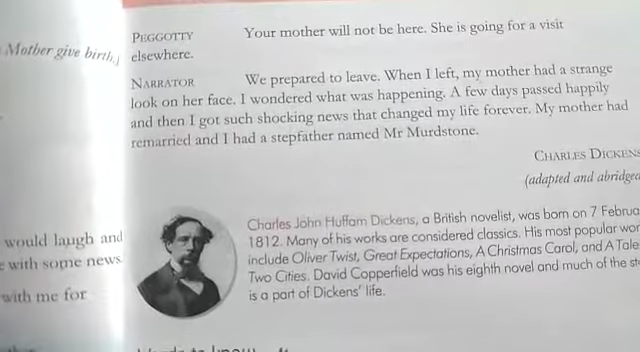 Mother give birth,
would laugh and
with some news
with me for
PEGGOTTY Your mother will not be here. She is going for a visit
elsewhere.
NARRATOR We prepared to leave. When I left, my mother had a strange
look on her face. I wondered what was happening. A few days passed happily
and then I got such shocking news that changed my life forever. My mother had
remarried and I had a stepfather named Mr Murdstone.
CHARLES DICKENS
(adapted and abridged
Charles John Huffam Dickens, a British novelist, was born on 7 Februa
1812. Many of his works are considered classics. His most popular wor
include Oliver Twist, Great Expectations, A Christmas Carol, and A Tale
Two Cities. David Copperfield was his eighth novel and much of the st
is a part of Dickens' life.